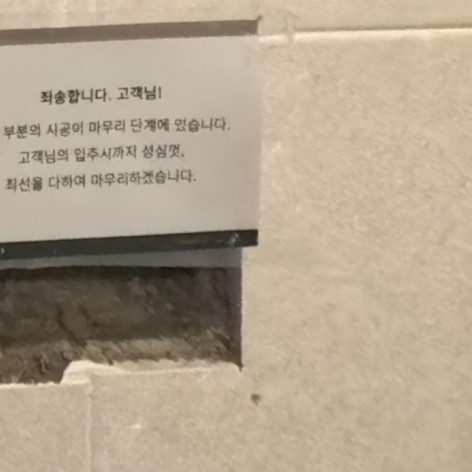 죄송합니다. 고객님!
부분의 시공이 마무리 단계에 있습니다.
고객님의 입주시까지 성심껏,
최선을 다하여 마무리하겠습니다.